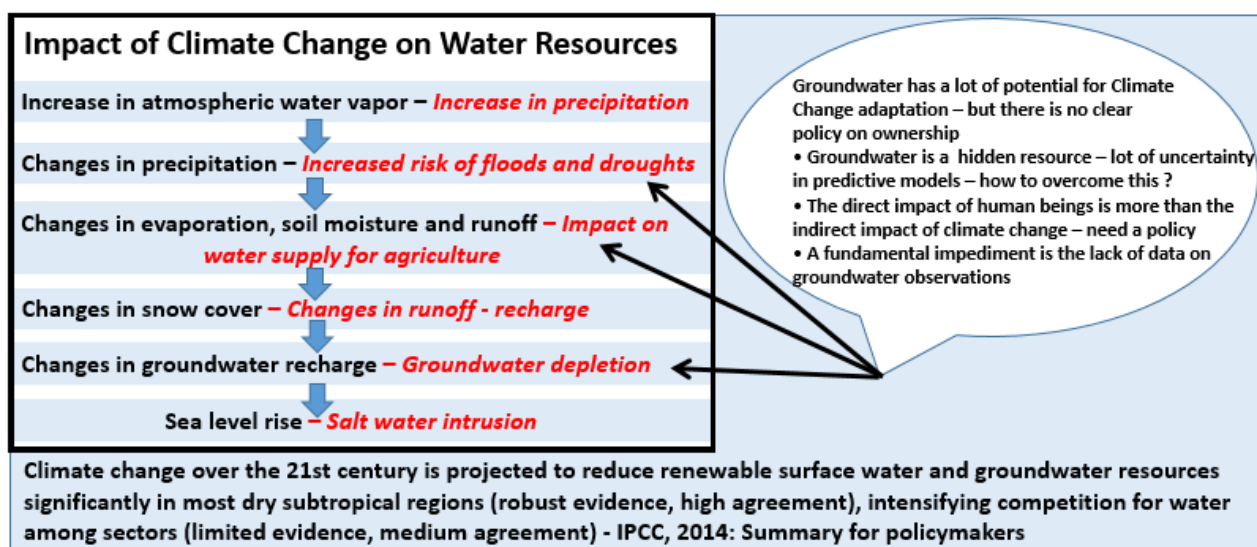 Impact of Climate Change on Water Resources
Increase in atmospheric water vapor – Increase in precipitation
Changes in precipitation – Increased risk of floods and droughts
Changes in evaporation, soil moisture and runoff – Impact on
water supply for agriculture
Changes in snow cover – Changes in runoff - recharge
Changes in groundwater recharge – Groundwater depletion
Sea level rise – Salt water intrusion
Groundwater has a lot of potential for Climate
Change adaptation – but there is no clear
policy on ownership
• Groundwater is a hidden resource – lot of uncertainty
in predictive models – how to overcome this ?
• The direct impact of human beings is more than the
indirect impact of climate change – need a policy
• A fundamental impediment is the lack of data on
groundwater observations
Climate change over the 21st century is projected to reduce renewable surface water and groundwater resources
significantly in most dry subtropical regions (robust evidence, high agreement), intensifying competition for water
among sectors (limited evidence, medium agreement) - IPCC, 2014: Summary for policymakers